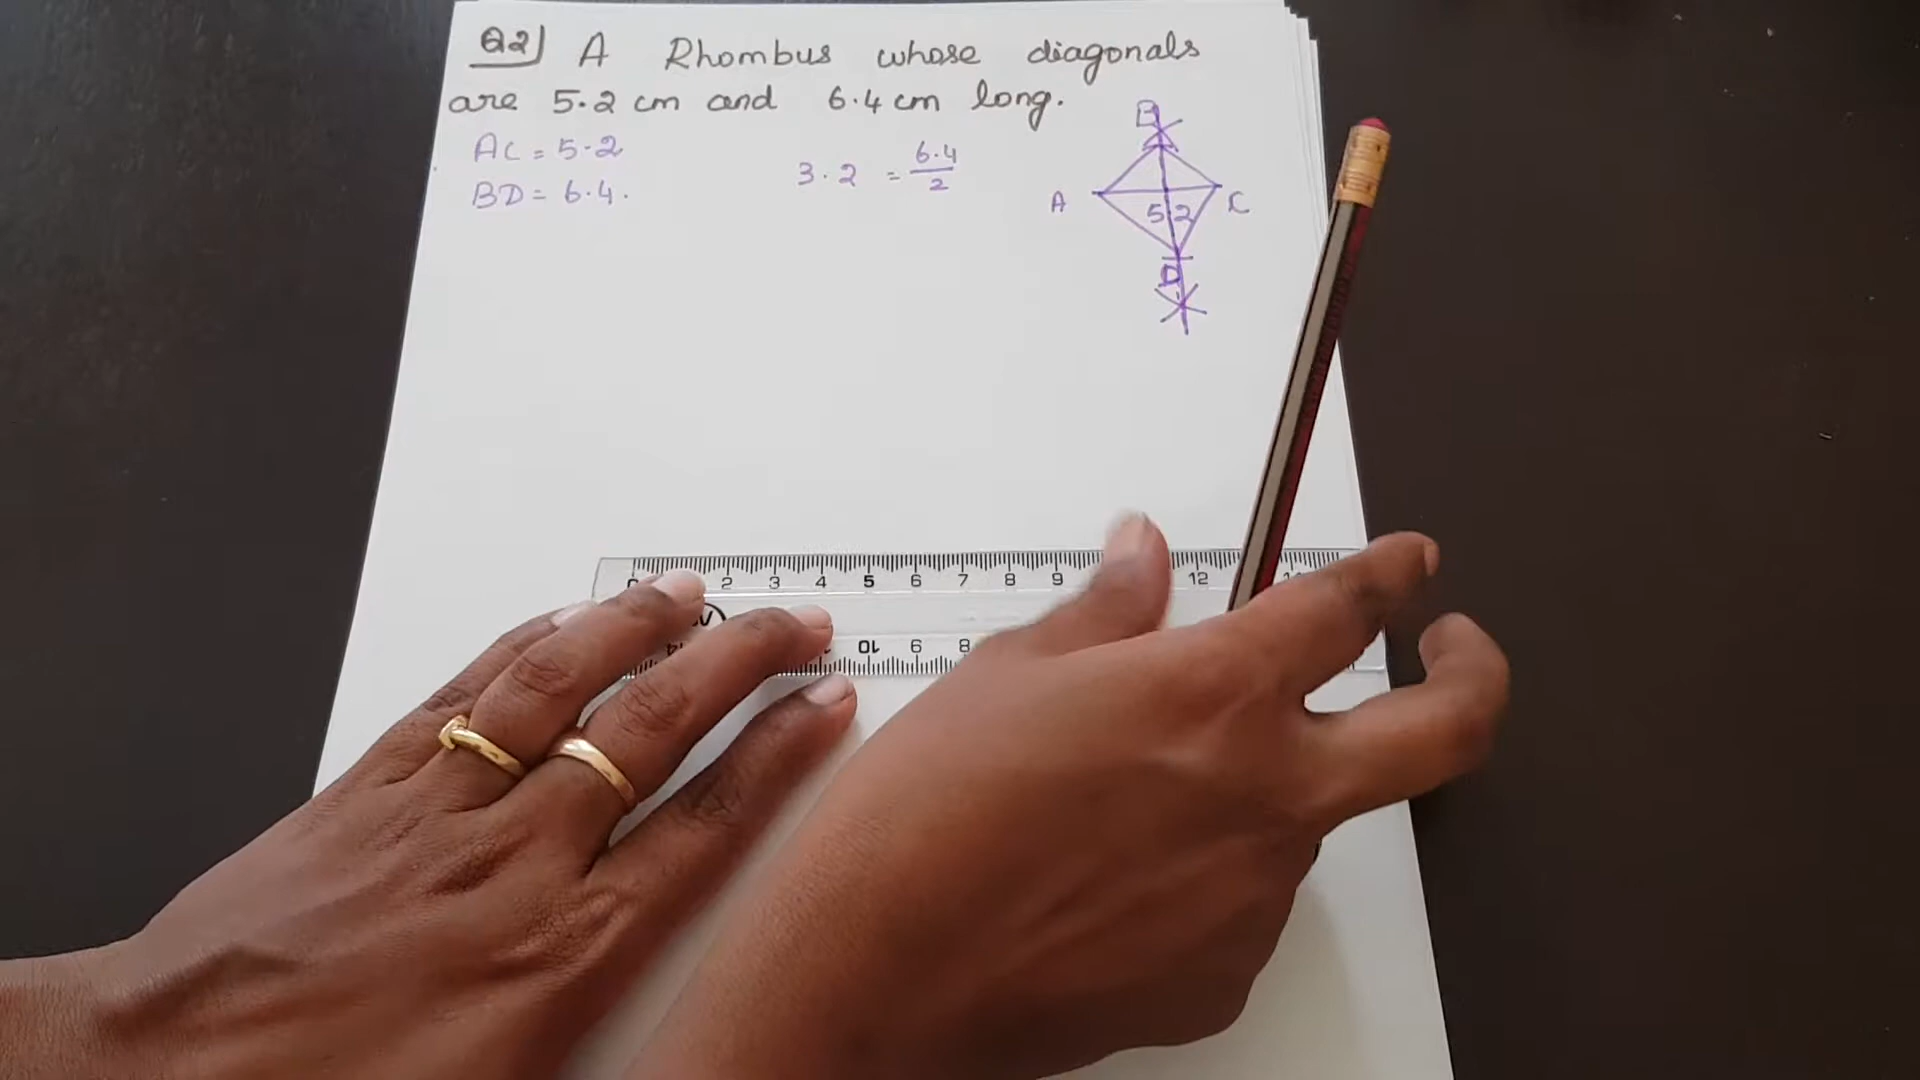 Q2) A Rhombus whose diagonals
are 5.2 cm and 6.4 cm long.
AC = 5.2
BD = 6.4.
3.2 = 6.4/2
B
A
C
5 2
D
2 3 4 5 6 7 8 9 12
10 9 8